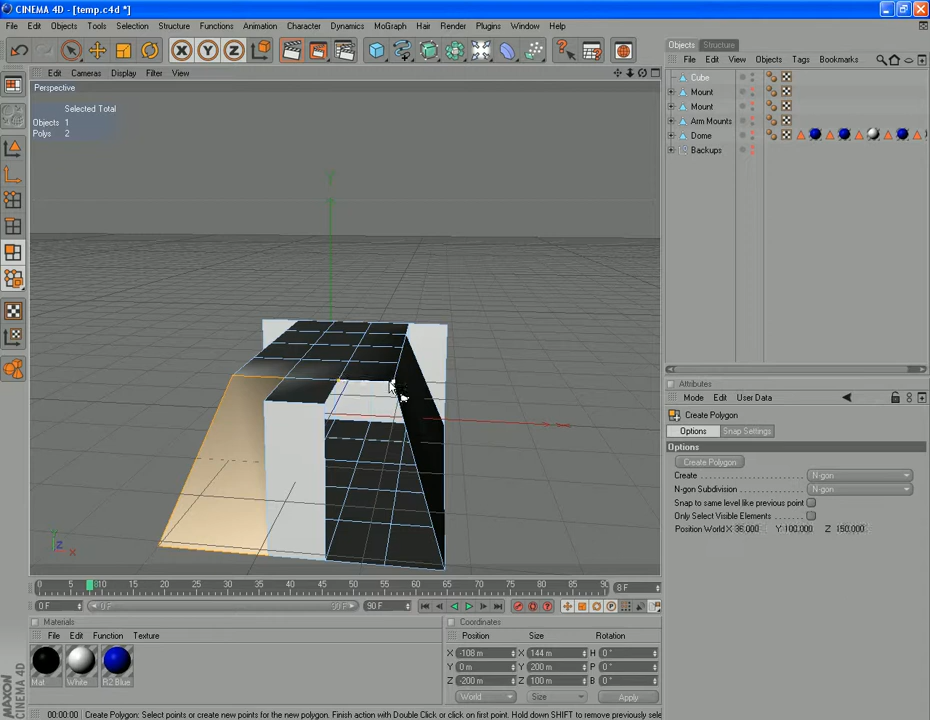 CINEMA 4D - [temp.c4d *]
File Edit Objects Tools Selection Structure Functions Animation Character Dynamics MoGraph Hair Render Plugins Window Help
Edit Cameras Display Filter View
Perspective
Selected Total
Objects 1
Polys 2
Y
X
Z
X
Objects Structure
File Edit View Objects Tags Bookmarks
Cube
Mount
Mount
Arm Mounts
Dome
Backups
Attributes
Mode Edit User Data
Create Polygon
Options Snap Settings
Options
Create Polygon
Create N-gon
N-gon Subdivision N-gon
Snap to same level like previous point
Only Select Visible Elements
Position World X 36.000 Y 100.000 Z 150.000
0 5 10 15 20 25 30 35 40 45 50 55 60 65 70 75 80 85 90 8 F
0 F 0 F 90 F 90 F
Materials
File Edit Function Texture
Mat White R2 Blue
Coordinates
Position Size Rotation
X -108 m X 144 m H 0 °
Y 0 m Y 200 m P 0 °
Z -200 m Z 100 m B 0 °
World Size Apply
MAXON CINEMA 4D
00:00:00 Create Polygon: Select points or create new points for the new polygon. Finish action with Double Click or click on first point. Hold down SHIFT to remove previously sele